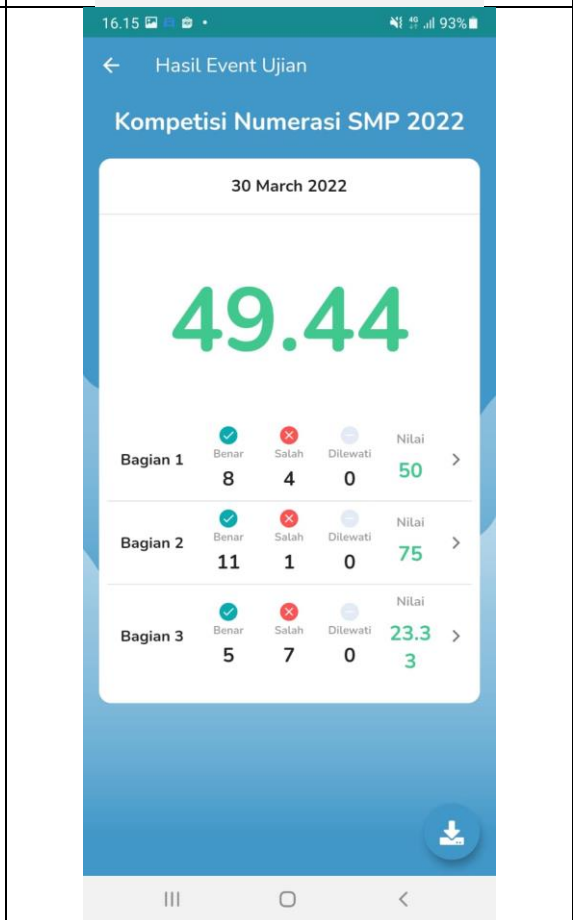 16.15 93%
Hasil Event Ujian
Kompetisi Numerasi SMP 2022
30 March 2022
49.44
Bagian 1 Benar 8 Salah 4 Dilewati 0 Nilai 50
Bagian 2 Benar 11 Salah 1 Dilewati 0 Nilai 75
Bagian 3 Benar 5 Salah 7 Dilewati 0 Nilai 23.3
3